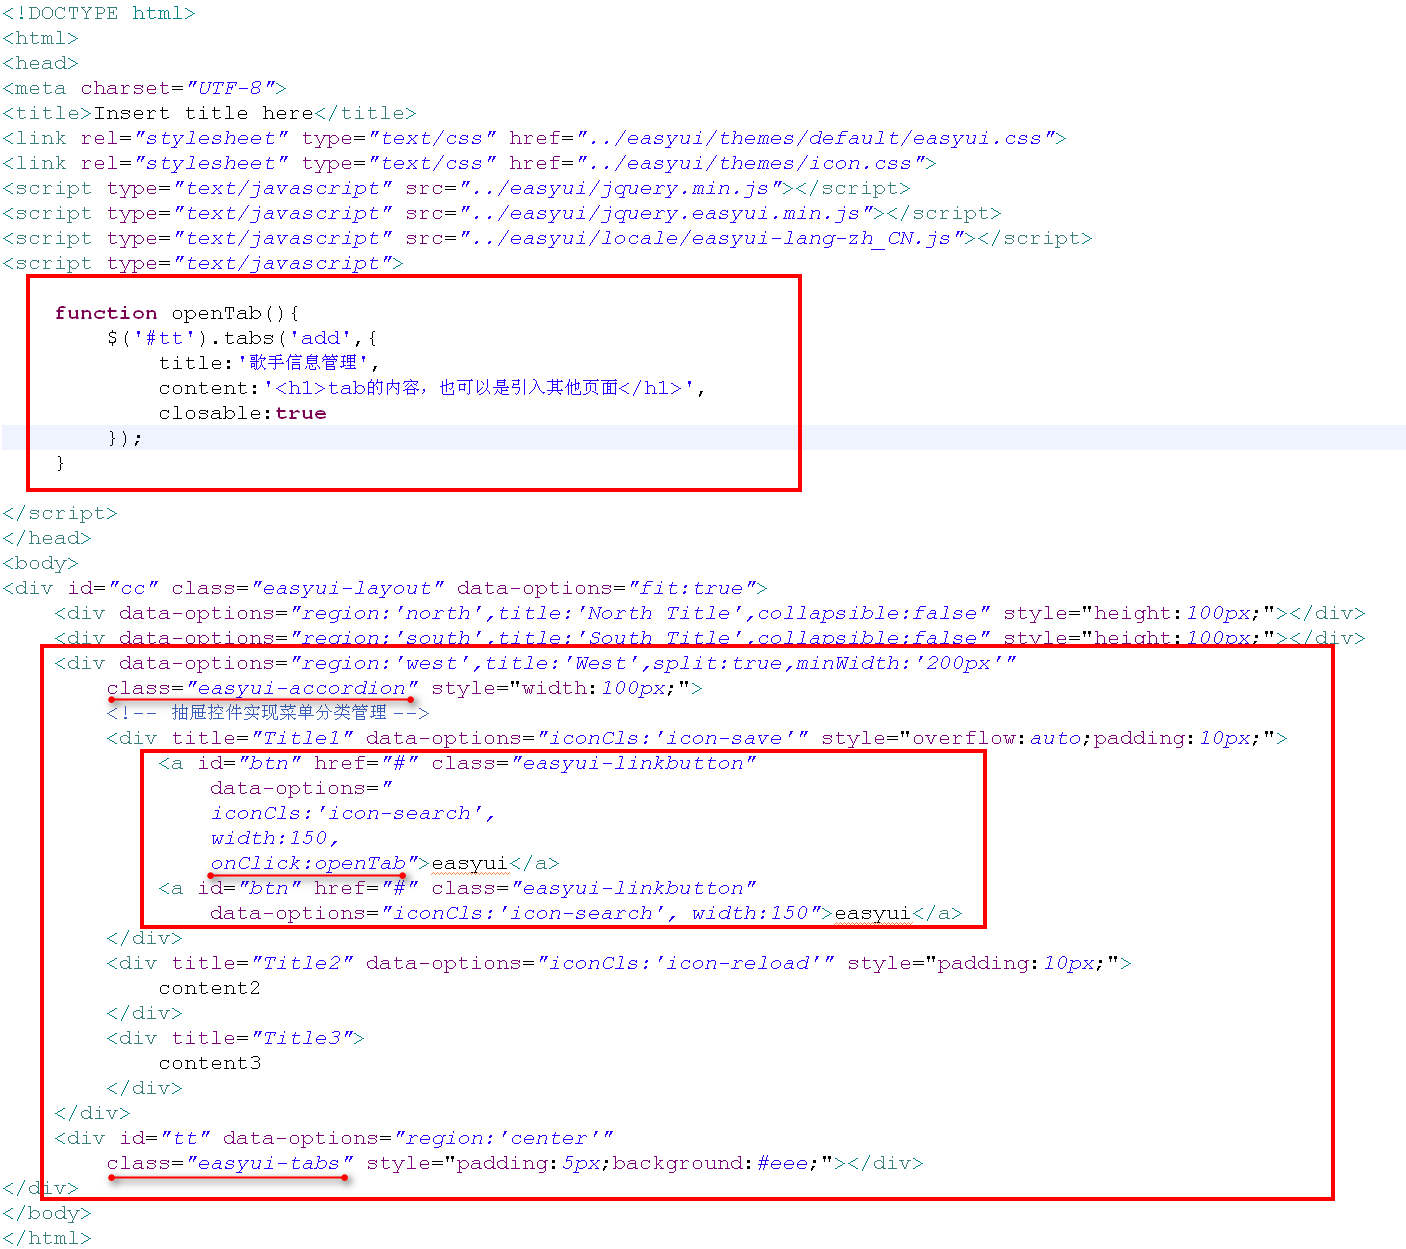 <!DOCTYPE html>
<html>
<head>
<meta charset="UTF-8">
<title>Insert title here</title>
<link rel="stylesheet" type="text/css" href="../easyui/themes/default/easyui.css">
<link rel="stylesheet" type="text/css" href="../easyui/themes/icon.css">
<script type="text/javascript" src="../easyui/jquery.min.js"></script>
<script type="text/javascript" src="../easyui/jquery.easyui.min.js"></script>
<script type="text/javascript" src="../easyui/locale/easyui-lang-zh_CN.js"></script>
<script type="text/javascript">
    function openTab(){
        $('#tt').tabs('add',{
            title:'歌手信息管理',
            content:'<h1>tab的内容，也可以是引入其他页面</h1>',
            closable:true
        });
    }
</script>
</head>
<body>
<div id="cc" class="easyui-layout" data-options="fit:true">
    <div data-options="region:'north',title:'North Title',collapsible:false" style="height:100px;"></div>
    <div data-options="region:'south',title:'South Title',collapsible:false" style="height:100px;"></div>
    <div data-options="region:'west',title:'West',split:true,minWidth:'200px'"
        class="easyui-accordion" style="width:100px;">
        <!-- 抽屉控件实现菜单分类管理 -->
        <div title="Title1" data-options="iconCls:'icon-save'" style="overflow:auto;padding:10px;">
            <a id="btn" href="#" class="easyui-linkbutton"
                data-options="
                iconCls:'icon-search',
                width:150,
                onClick:openTab">easyui</a>
            <a id="btn" href="#" class="easyui-linkbutton"
                data-options="iconCls:'icon-search', width:150">easyui</a>
        </div>
        <div title="Title2" data-options="iconCls:'icon-reload'" style="padding:10px;">
            content2
        </div>
        <div title="Title3">
            content3
        </div>
    </div>
    <div id="tt" data-options="region:'center'"
        class="easyui-tabs" style="padding:5px;background:#eee;"></div>
</div>
</body>
</html>